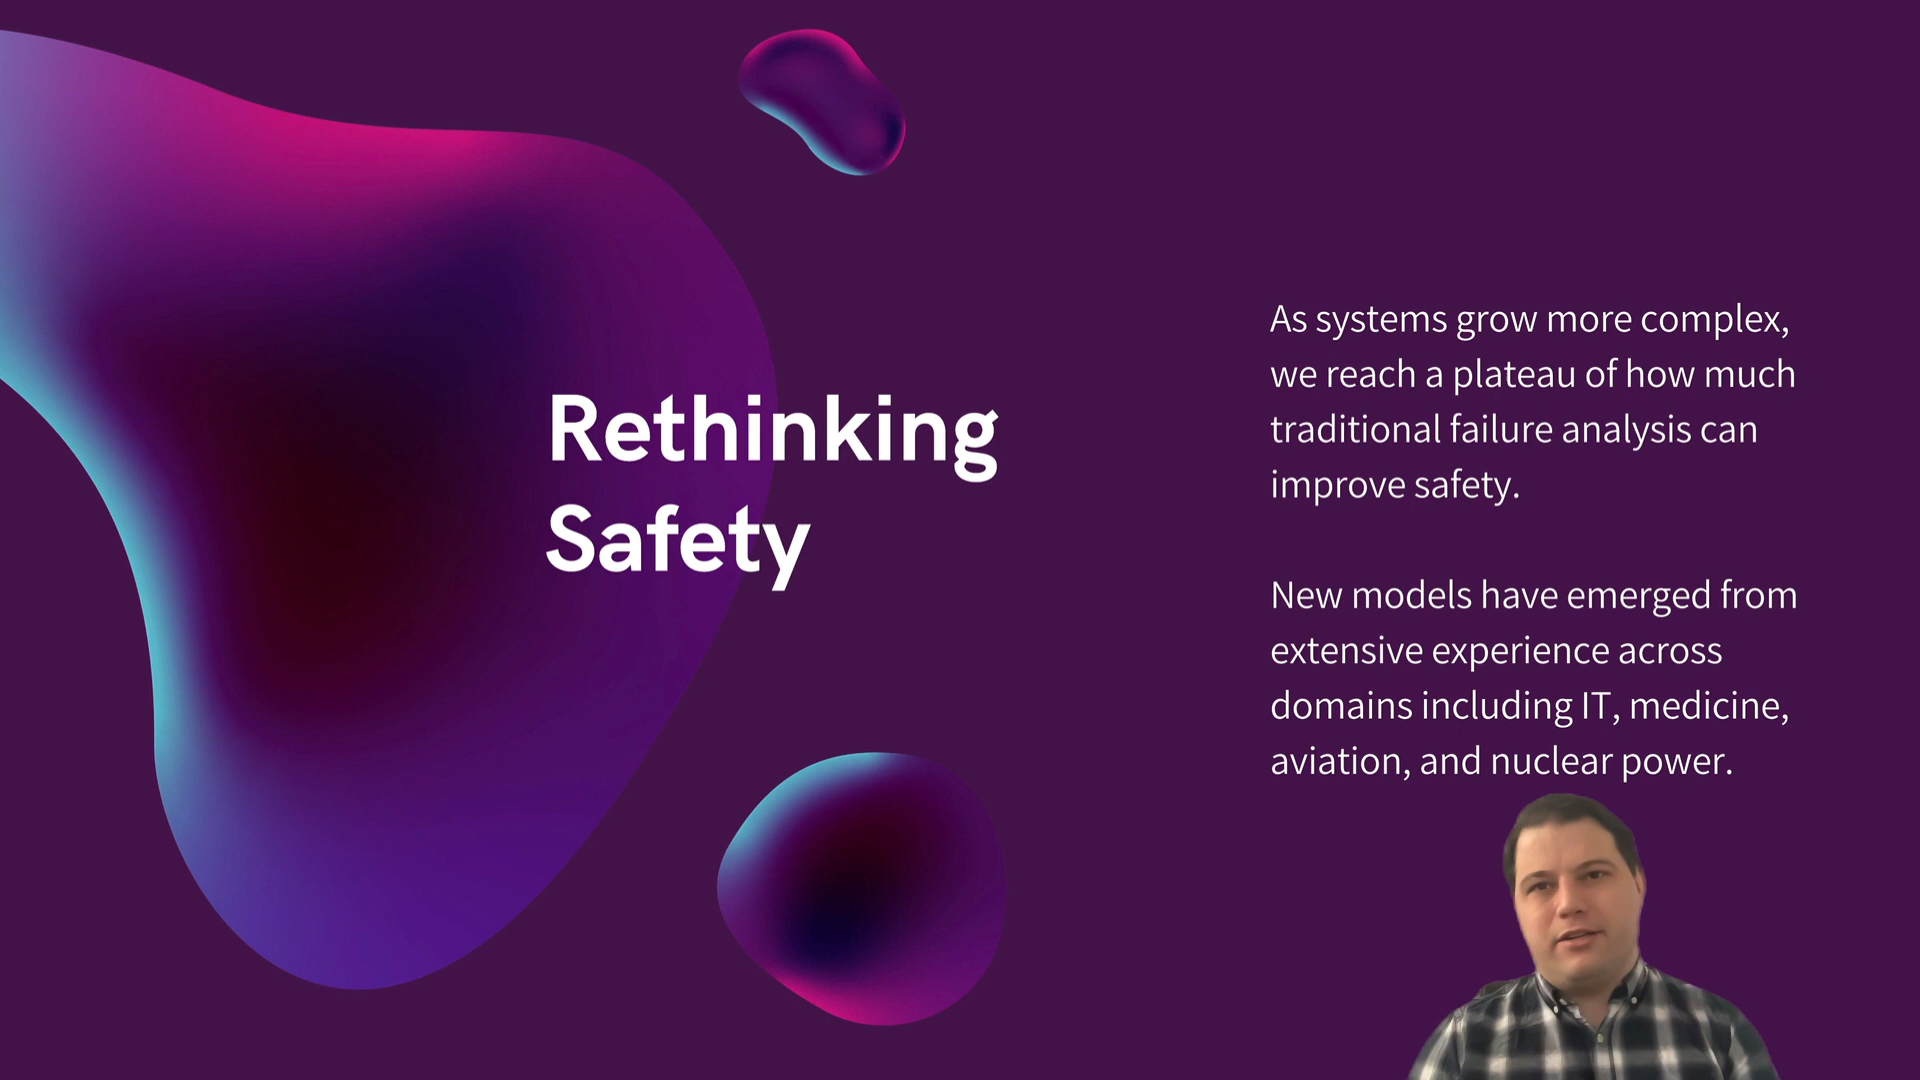 Rethinking
Safety
As systems grow more complex,
we reach a plateau of how much
traditional failure analysis can
improve safety.
New models have emerged from
extensive experience across
domains including IT, medicine,
aviation, and nuclear power.